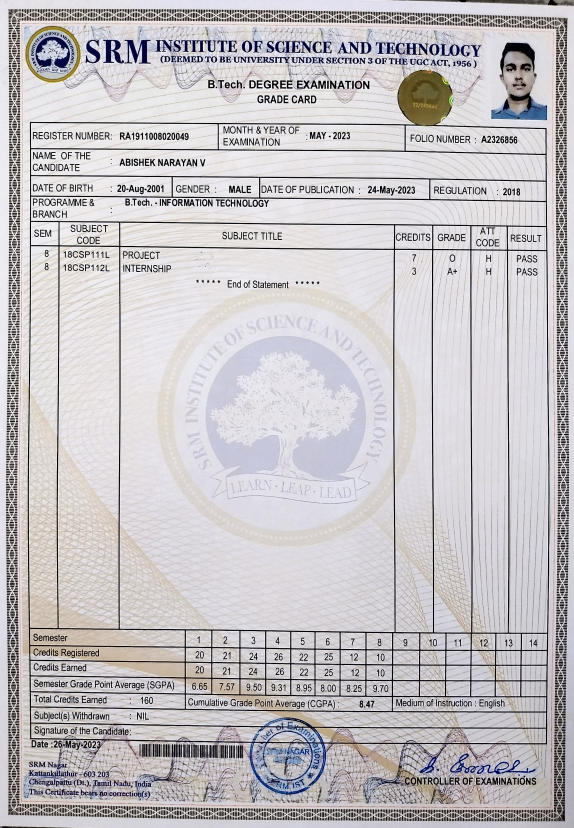 SRM INSTITUTE OF SCIENCE AND TECHNOLOGY
(DEEMED TO BE UNIVERSITY UNDER SECTION 3 OF THE UGC ACT, 1956 )
B.Tech. DEGREE EXAMINATION
GRADE CARD
REGISTER NUMBER: RA1911008020049 MONTH & YEAR OF EXAMINATION : MAY - 2023 FOLIO NUMBER : A2326856
NAME OF THE CANDIDATE : ABISHEK NARAYAN V
DATE OF BIRTH : 20-Aug-2001 GENDER : MALE DATE OF PUBLICATION : 24-May-2023 REGULATION : 2018
PROGRAMME & BRANCH : B.Tech. - INFORMATION TECHNOLOGY
SEM SUBJECT CODE SUBJECT TITLE CREDITS GRADE ATT CODE RESULT
8 18CSP111L PROJECT 7 O H PASS
8 18CSP112L INTERNSHIP 3 A+ H PASS
***** End of Statement *****
SRM INSTITUTE OF SCIENCE AND TECHNOLOGY
LEARN · LEAP · LEAD
Semester 1 2 3 4 5 6 7 8 9 10 11 12 13 14
Credits Registered 20 21 24 26 22 25 12 10
Credits Earned 20 21 24 26 22 25 12 10
Semester Grade Point Average (SGPA) 6.65 7.57 9.50 9.31 8.95 8.00 8.25 9.70
Total Credits Earned : 160 Cumulative Grade Point Average (CGPA) : 8.47 Medium of Instruction : English
Subject(s) Withdrawn : NIL
Signature of the Candidate:
Date :26-May-2023
SRM Nagar
Kattankulathur - 603 203
Chengalpattu (Dt.), Tamil Nadu, India
This Certificate bears no correction(s)
CONTROLLER OF EXAMINATIONS